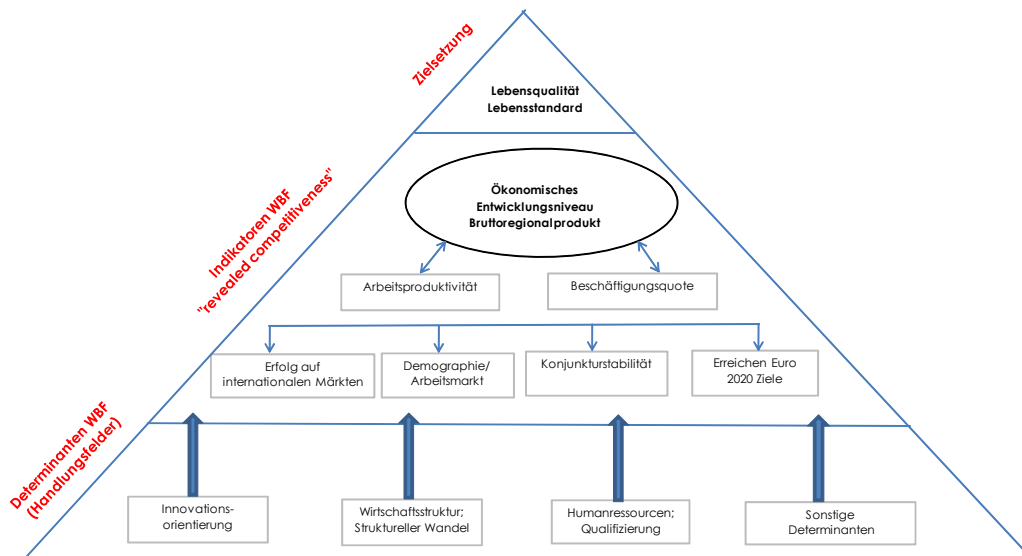 Zielsetzung
Lebensqualität
Lebensstandard
Indikatoren WBF
"revealed competitiveness"
Ökonomisches
Entwicklungsniveau
Bruttoregionalprodukt
Arbeitsproduktivität
Beschäftigungsquote
Erfolg auf
internationalen Märkten
Demographie/
Arbeitsmarkt
Konjunkturstabilität
Erreichen Euro
2020 Ziele
Determinanten WBF
(Handlungsfelder)
Innovations-
orientierung
Wirtschaftsstruktur;
Struktureller Wandel
Humanressourcen;
Qualifizierung
Sonstige
Determinanten